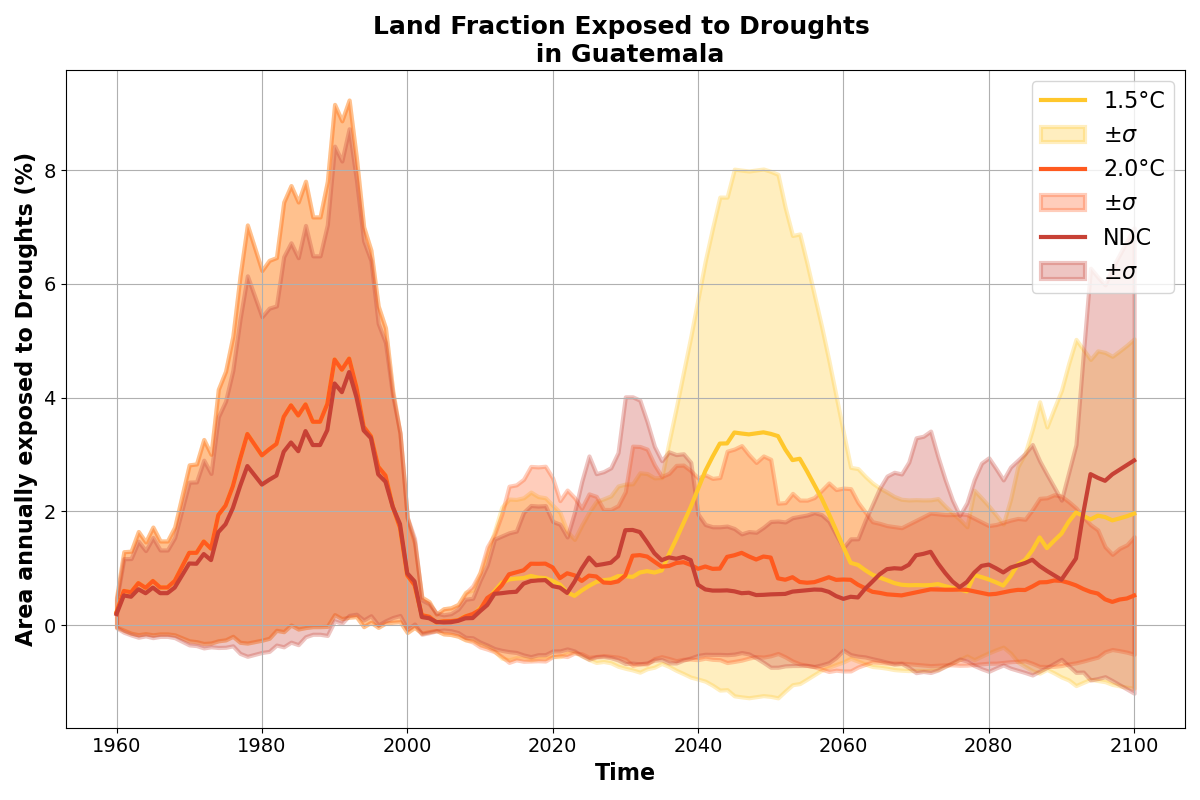 Land Fraction Exposed to Droughts
in Guatemala
Area annually exposed to Droughts (%)
8
6
4
2
0
1.5°C
±σ
2.0°C
±σ
NDC
±σ
1960
1980
2000
2020
2040
2060
2080
2100
Time